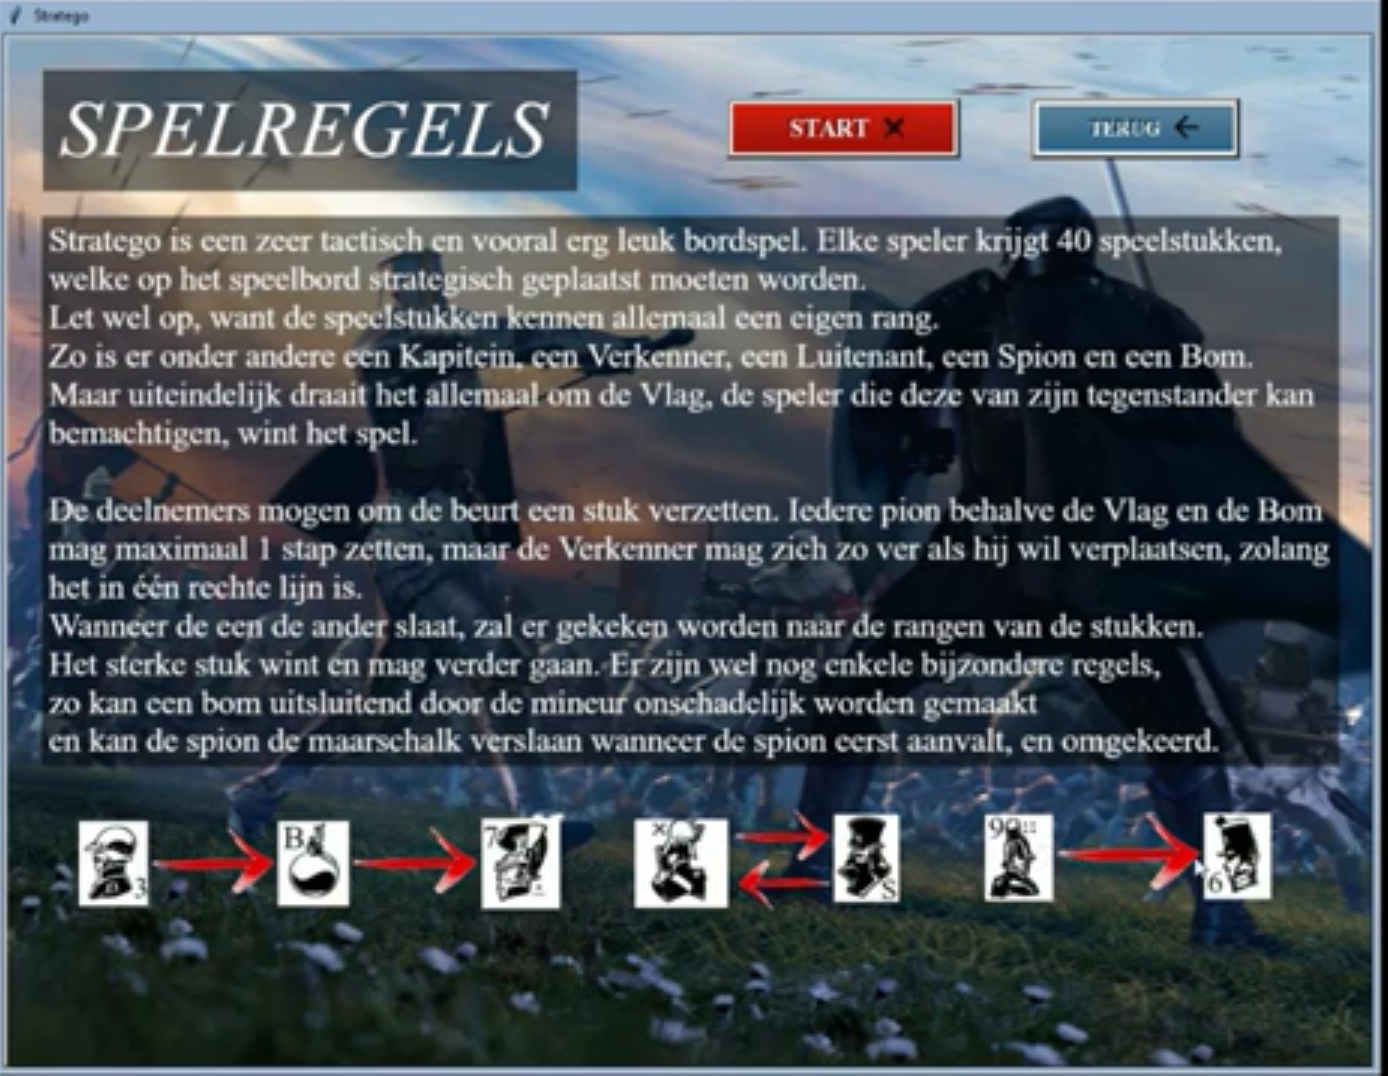 Stratego
SPELREGELS
START
TERUG
Stratego is een zeer tactisch en vooral erg leuk bordspel. Elke speler krijgt 40 speelstukken,
welke op het speelbord strategisch geplaatst moeten worden.
Let wel op, want de speelstukken kennen allemaal een eigen rang.
Zo is er onder andere een Kapitein, een Verkenner, een Luitenant, een Spion en een Bom.
Maar uiteindelijk draait het allemaal om de Vlag, de speler die deze van zijn tegenstander kan
bemachtigen, wint het spel.
De deelnemers mogen om de beurt een stuk verzetten. Iedere pion behalve de Vlag en de Bom
mag maximaal 1 stap zetten, maar de Verkenner mag zich zo ver als hij wil verplaatsen, zolang
het in één rechte lijn is.
Wanneer de een de ander slaat, zal er gekeken worden naar de rangen van de stukken.
Het sterke stuk wint en mag verder gaan. Er zijn wel nog enkele bijzondere regels,
zo kan een bom uitsluitend door de mineur onschadelijk worden gemaakt
en kan de spion de maarschalk verslaan wanneer de spion eerst aanvalt, en omgekeerd.
3
B
7
S
6